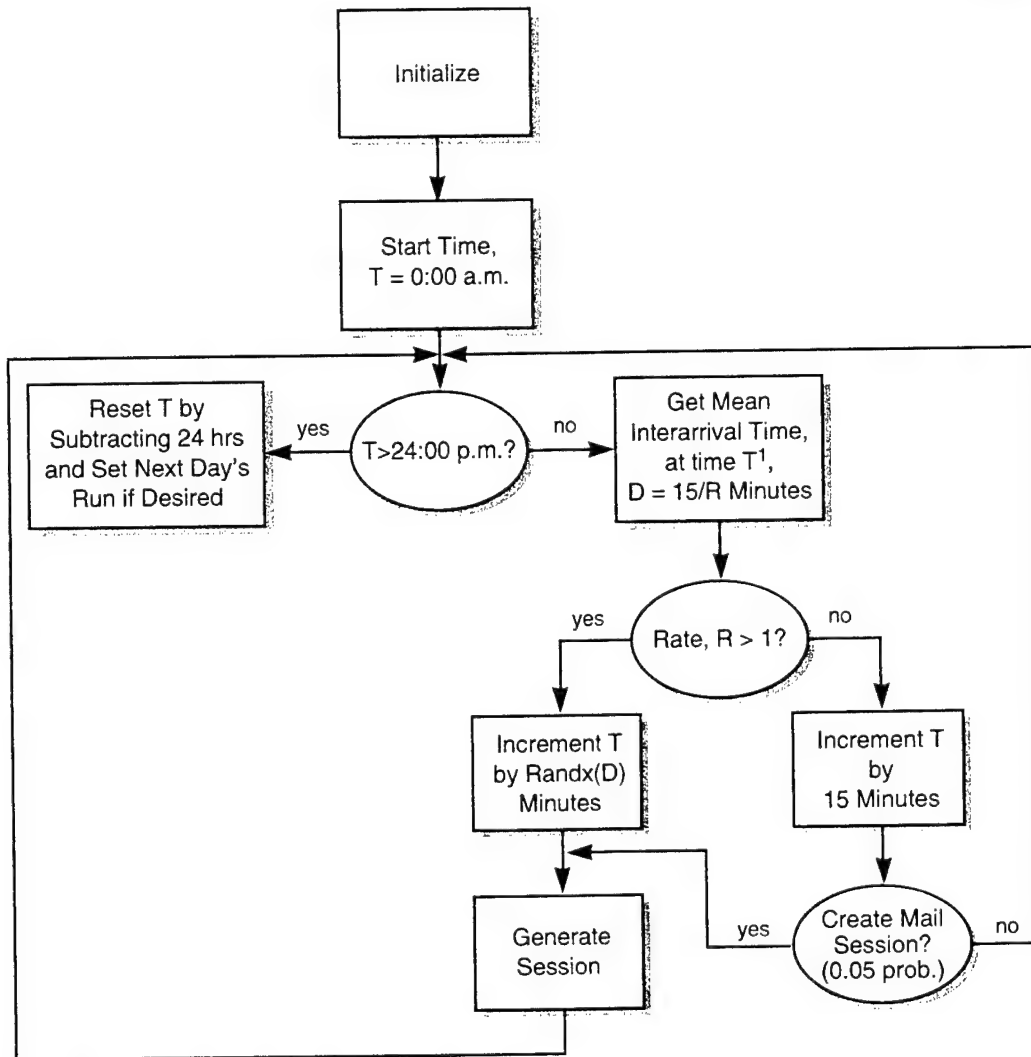 Initialize
Start Time,
T = 0:00 a.m.
Reset T by
Subtracting 24 hrs
and Set Next Day's
Run if Desired
yes
T>24:00 p.m.?
no
Get Mean
Interarrival Time,
at time T¹,
D = 15/R Minutes
yes
Rate, R > 1?
no
Increment T
by Randx(D)
Minutes
Increment T
by
15 Minutes
Generate
Session
yes
Create Mail
Session?
(0.05 prob.)
no